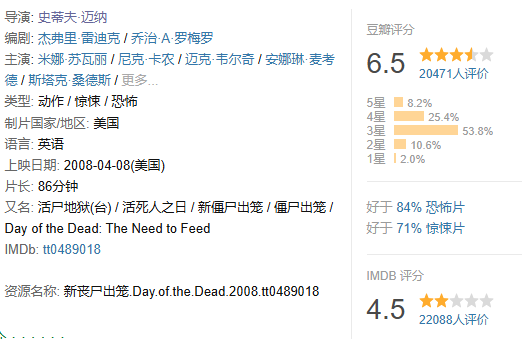 导演: 史蒂夫·迈纳
编剧: 杰弗里·雷迪克 / 乔治·A·罗梅罗
主演: 米娜·苏瓦丽 / 尼克·卡农 / 迈克·韦尔奇 / 安娜琳·麦考
德 / 斯塔克·桑德斯 / 更多...
类型: 动作 / 惊悚 / 恐怖
制片国家/地区: 美国
语言: 英语
上映日期: 2008-04-08(美国)
片长: 86分钟
又名: 活尸地狱(台) / 活死人之日 / 新僵尸出笼 / 僵尸出笼 /
Day of the Dead: The Need to Feed
IMDb: tt0489018
资源名称: 新丧尸出笼.Day.of.the.Dead.2008.tt0489018
豆瓣评分
6.5
20471人评价
5星 8.2%
4星 25.4%
3星 53.8%
2星 10.6%
1星 2.0%
好于 84% 恐怖片
好于 71% 惊悚片
IMDB 评分
4.5
22088人评价